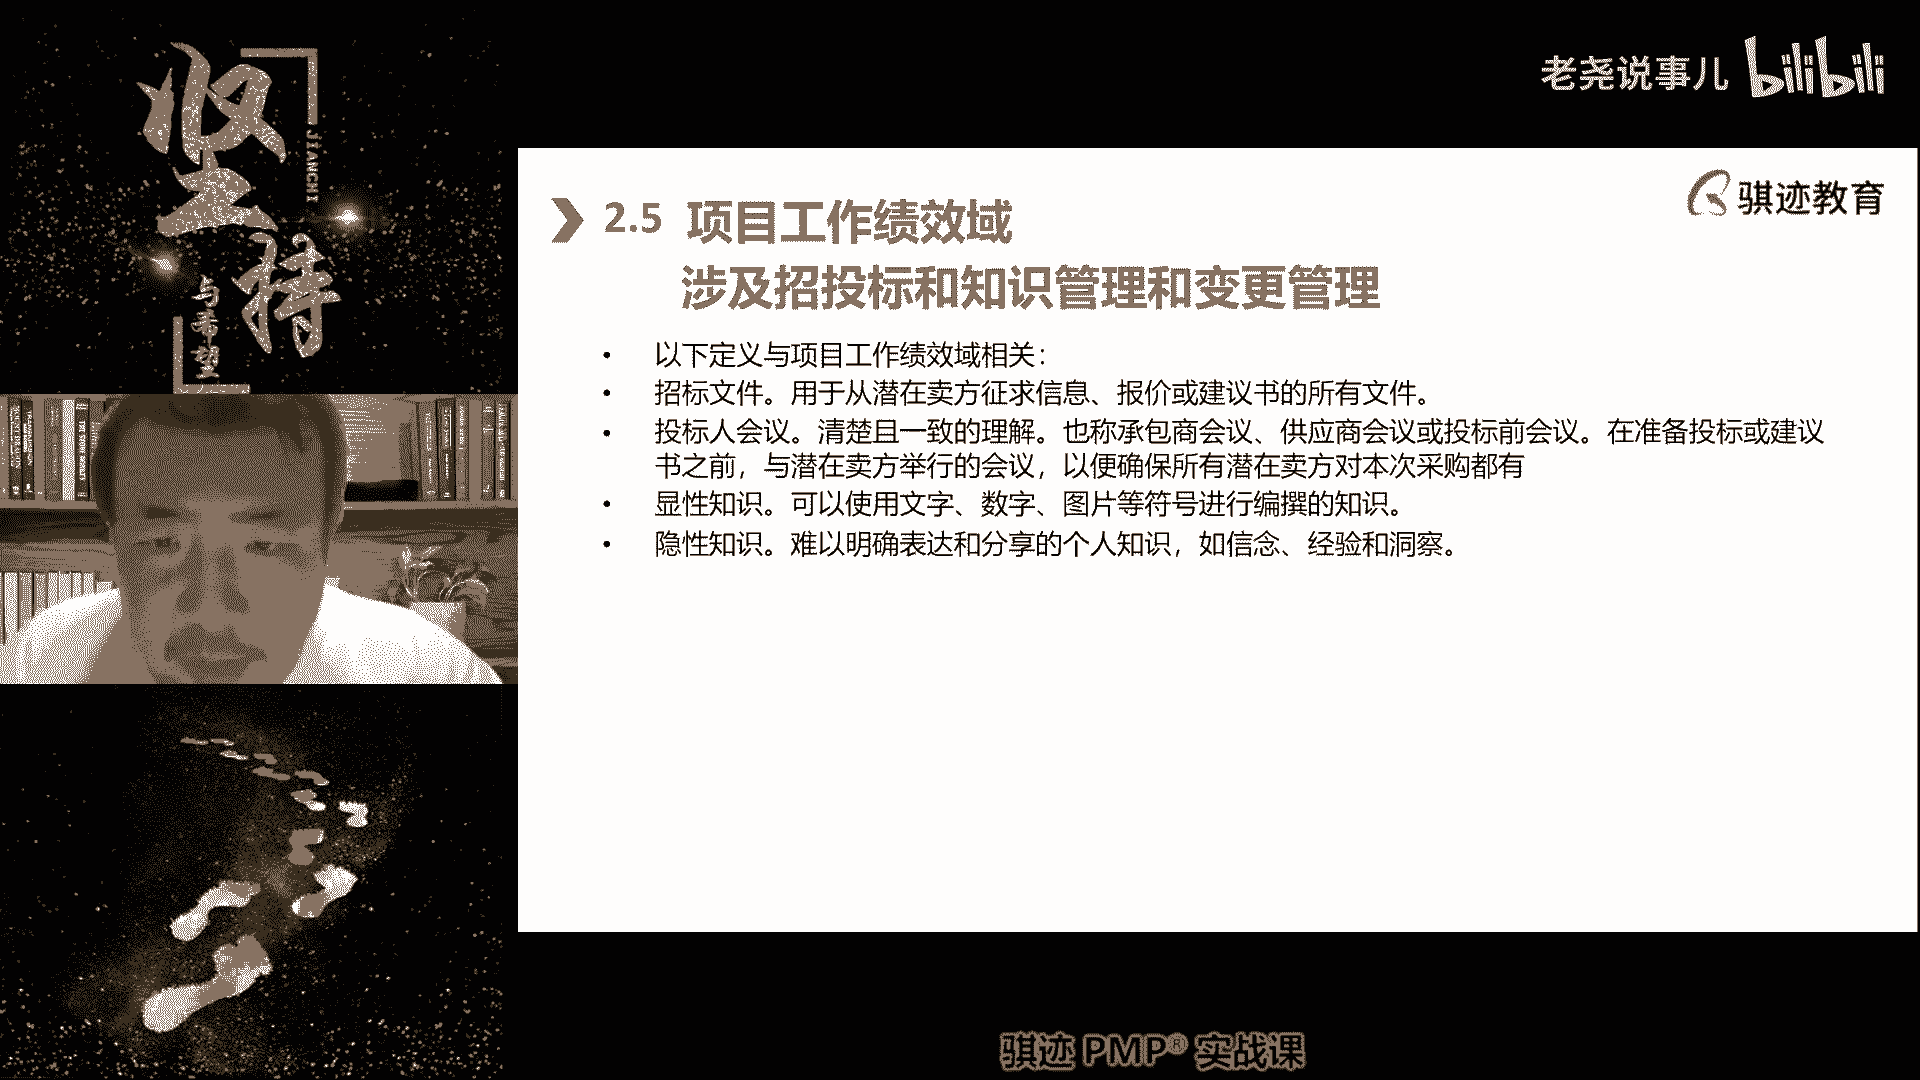 坚持
JIANCHI
与希望
老尧说事儿 bilibili
骐迹教育
2.5 项目工作绩效域
涉及招投标和知识管理和变更管理
• 以下定义与项目工作绩效域相关：
• 招标文件。用于从潜在卖方征求信息、报价或建议书的所有文件。
• 投标人会议。清楚且一致的理解。也称承包商会议、供应商会议或投标前会议。在准备投标或建议
书之前，与潜在卖方举行的会议，以便确保所有潜在卖方对本次采购都有
• 显性知识。可以使用文字、数字、图片等符号进行编撰的知识。
• 隐性知识。难以明确表达和分享的个人知识，如信念、经验和洞察。
骐迹 PMP® 实战课